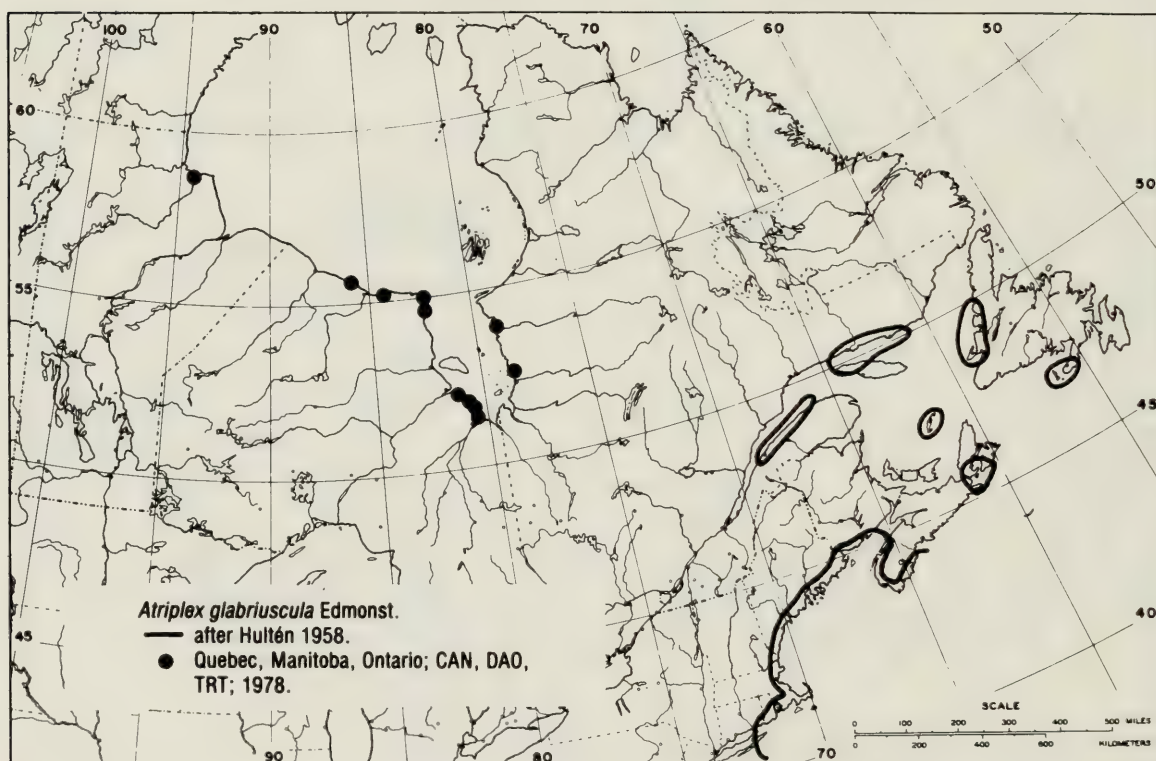 100 90 80 70 60 50
60
50
55
45
Atriplex glabriuscula Edmonst.
after Hultén 1958.
Quebec, Manitoba, Ontario; CAN, DAO,
TRT; 1978.
45
40
SCALE
0 100 200 300 400 500 MILES
0 200 400 600 KILOMETERS
90 80 70